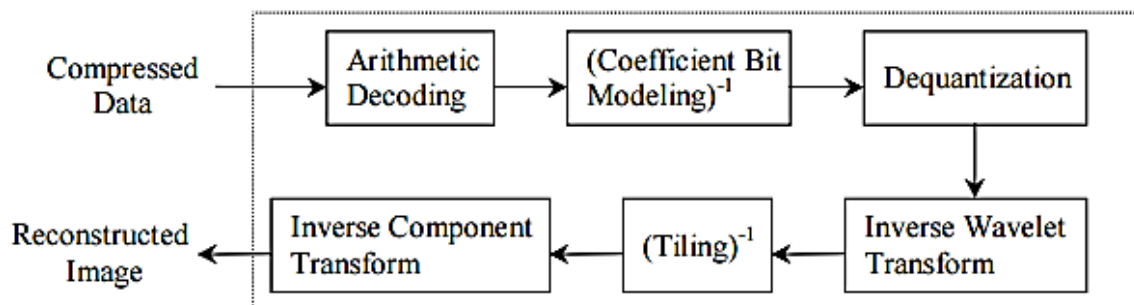 Compressed
Data
Arithmetic
Decoding
(Coefficient Bit
Modeling)⁻¹
Dequantization
Inverse Wavelet
Transform
(Tiling)⁻¹
Inverse Component
Transform
Reconstructed
Image